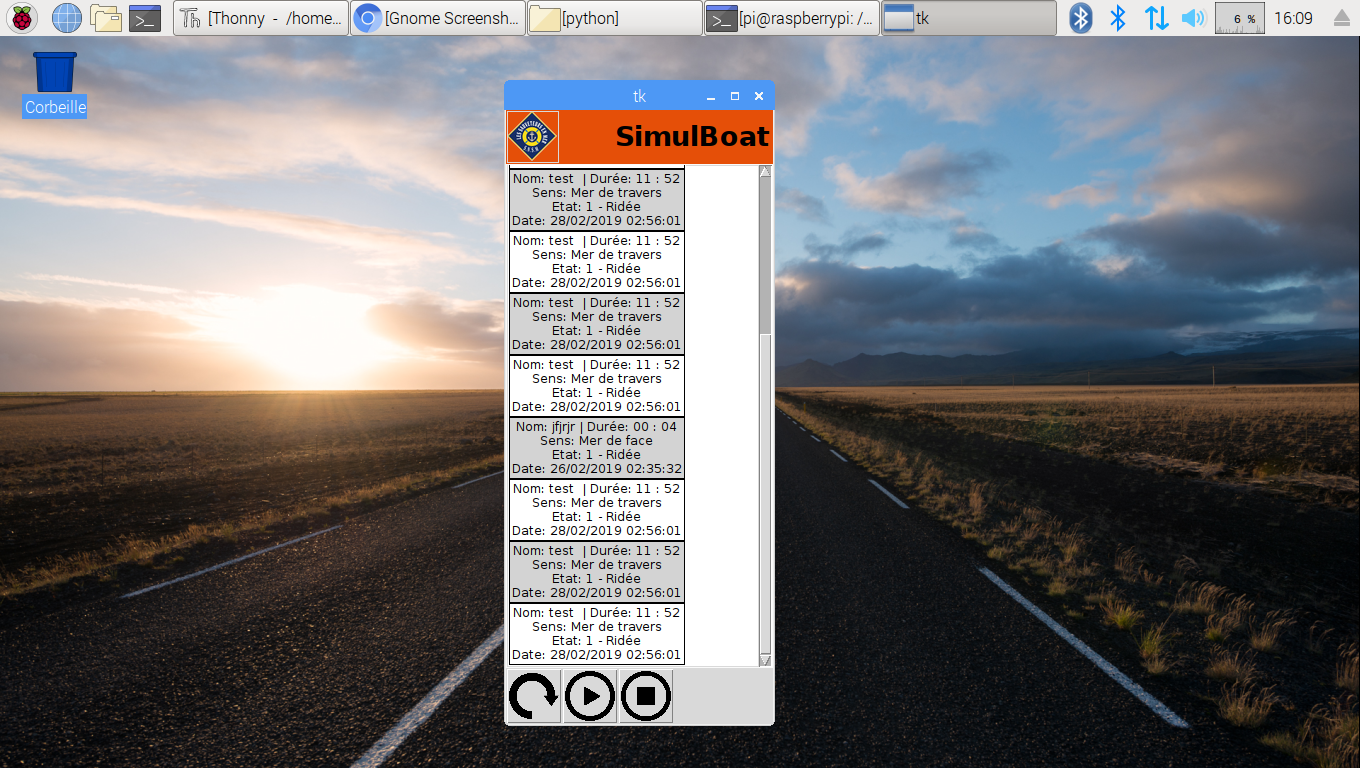 [Thonny - /home...
[Gnome Screensh...
[python]
[pi@raspberrypi: /...
tk
6 %
16:09
Corbeille
tk
SimulBoat
Nom: test | Durée: 11 : 52
Sens: Mer de travers
Etat: 1 - Ridée
Date: 28/02/2019 02:56:01
Nom: test | Durée: 11 : 52
Sens: Mer de travers
Etat: 1 - Ridée
Date: 28/02/2019 02:56:01
Nom: test | Durée: 11 : 52
Sens: Mer de travers
Etat: 1 - Ridée
Date: 28/02/2019 02:56:01
Nom: test | Durée: 11 : 52
Sens: Mer de travers
Etat: 1 - Ridée
Date: 28/02/2019 02:56:01
Nom: jfjrjr | Durée: 00 : 04
Sens: Mer de face
Etat: 1 - Ridée
Date: 26/02/2019 02:35:32
Nom: test | Durée: 11 : 52
Sens: Mer de travers
Etat: 1 - Ridée
Date: 28/02/2019 02:56:01
Nom: test | Durée: 11 : 52
Sens: Mer de travers
Etat: 1 - Ridée
Date: 28/02/2019 02:56:01
Nom: test | Durée: 11 : 52
Sens: Mer de travers
Etat: 1 - Ridée
Date: 28/02/2019 02:56:01